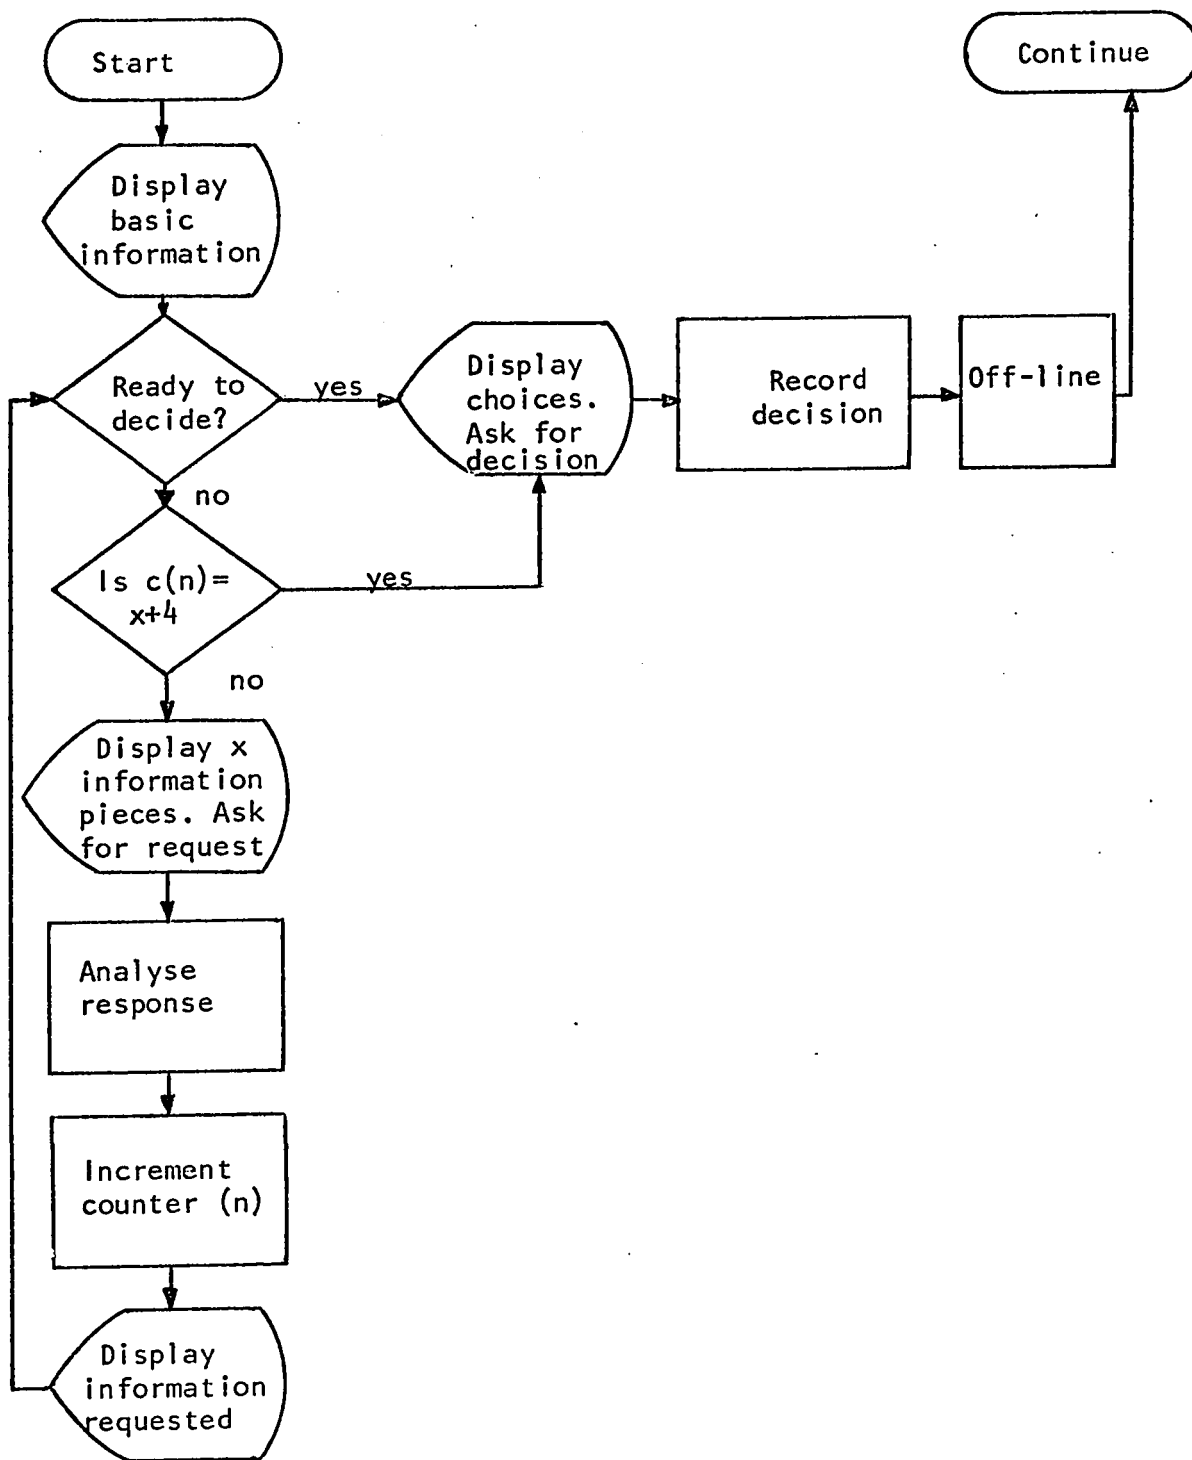 Start
Continue
Display
basic
information
Ready to
decide?
yes
Display
choices.
Ask for
decision
Record
decision
Off-line
no
Is c(n)=
x+4
yes
no
Display x
information
pieces. Ask
for request
Analyse
response
Increment
counter (n)
Display
information
requested